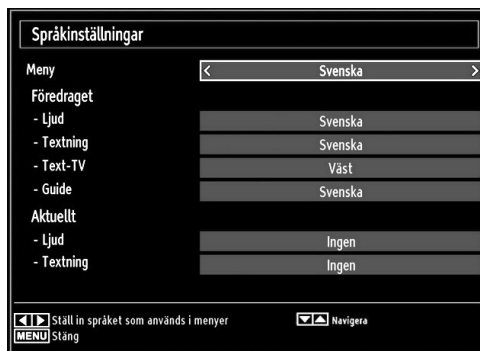 Språkinställningar
Meny < Svenska >
Föredraget
- Ljud Svenska
- Textning Svenska
- Text-TV Väst
- Guide Svenska
Aktuellt
- Ljud Ingen
- Textning Ingen
Ställ in språket som används i menyer Navigera
MENU Stäng